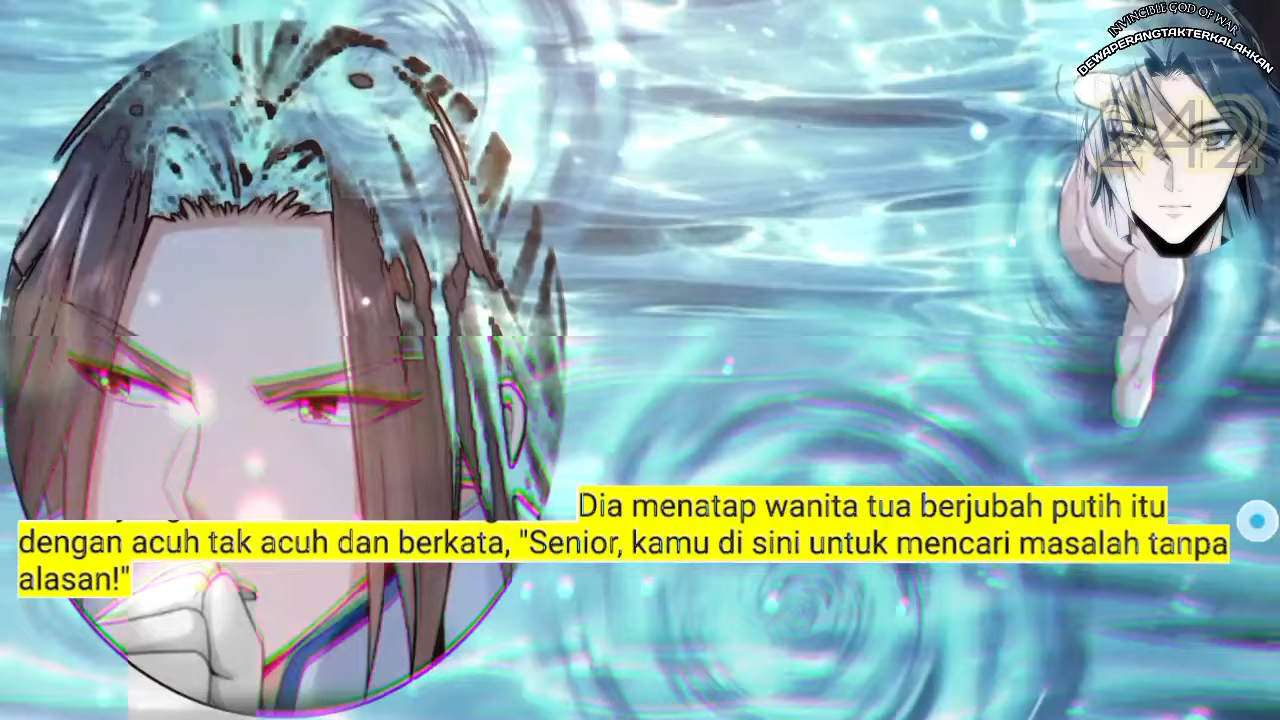 INVINCIBLE GOD OF WAR
DEWAPERANGTAKTERKALAHKAN
242
Dia menatap wanita tua berjubah putih itu
dengan acuh tak acuh dan berkata, "Senior, kamu di sini untuk mencari masalah tanpa
alasan!"